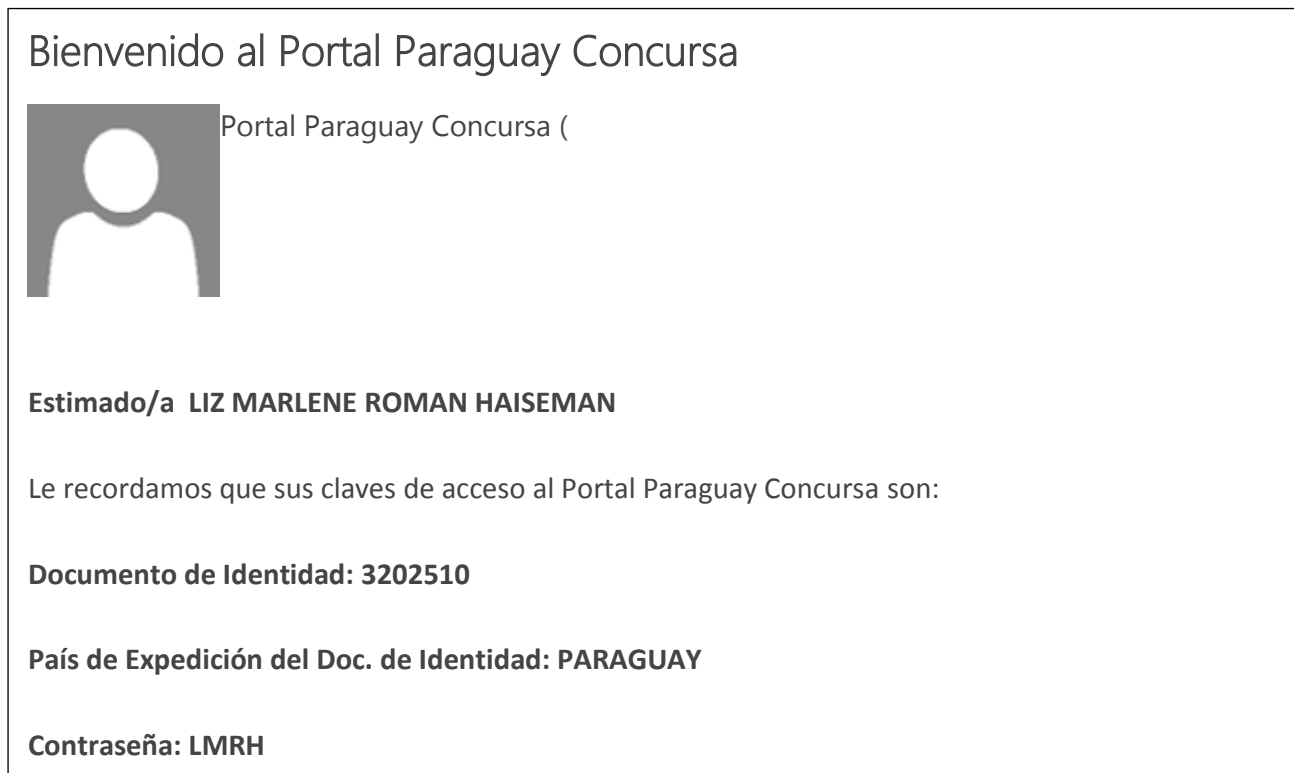 Bienvenido al Portal Paraguay Concursa
Portal Paraguay Concursa (
Estimado/a LIZ MARLENE ROMAN HAISEMAN
Le recordamos que sus claves de acceso al Portal Paraguay Concursa son:
Documento de Identidad: 3202510
País de Expedición del Doc. de Identidad: PARAGUAY
Contraseña: LMRH